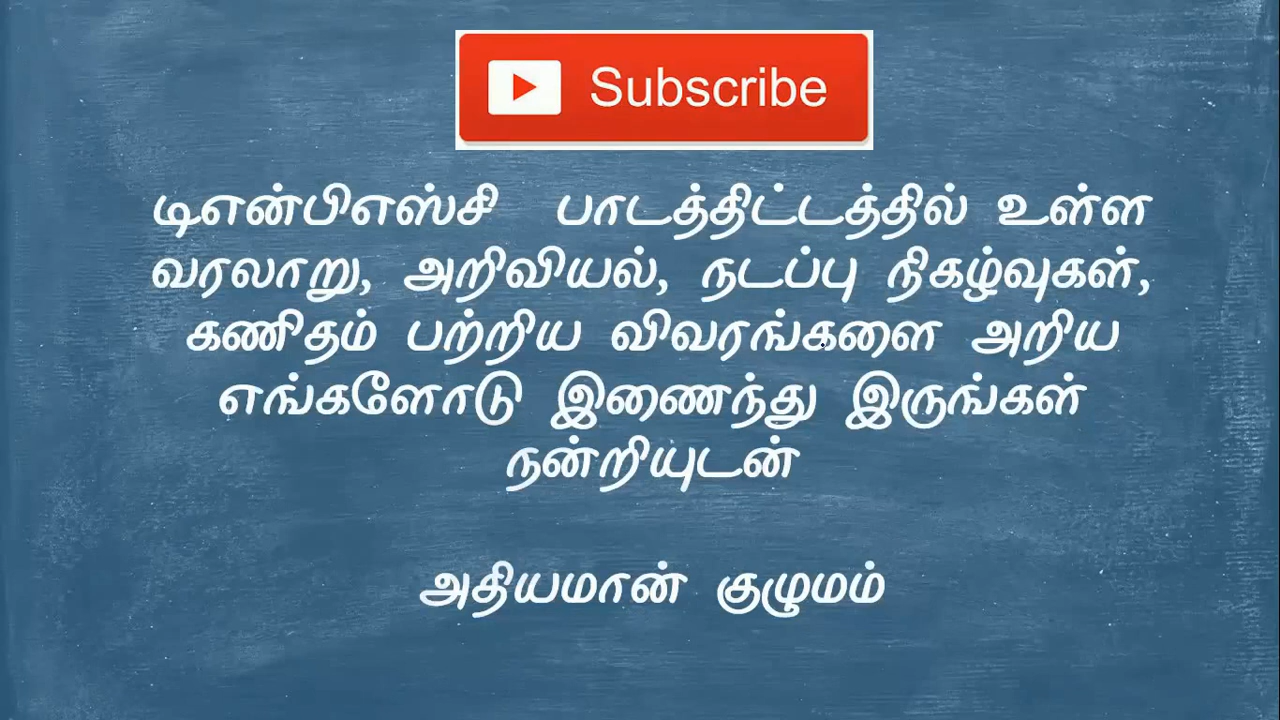 Subscribe
டிஎன்பிஎஸ்சி பாடத்திட்டத்தில் உள்ள
வரலாறு, அறிவியல், நடப்பு நிகழ்வுகள்,
கணிதம் பற்றிய விவரங்களை அறிய
எங்களோடு இணைந்து இருங்கள்
நன்றியுடன்
அதியமான் குழுமம்